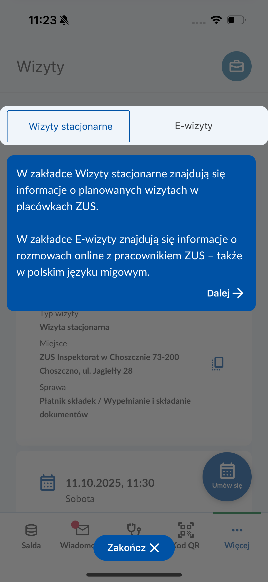 11:23
Wizyty
Wizyty stacjonarne
E-wizyty
W zakładce Wizyty stacjonarne znajdują się
informacje o planowanych wizytach w
placówkach ZUS.
W zakładce E-wizyty znajdują się informacje o
rozmowach online z pracownikiem ZUS – także
w polskim języku migowym.
Dalej
Typ wizyty
Wizyta stacjonarna
Miejsce
ZUS Inspektorat w Choszcznie 73-200
Choszczno, ul. Jagiełły 28
Sprawa
Płatnik składek / Wypełnianie i składanie
dokumentów
11.10.2025, 11:30
Sobota
Umów się
Salda
Wiadomo
Kod QR
Więcej
Zakończ